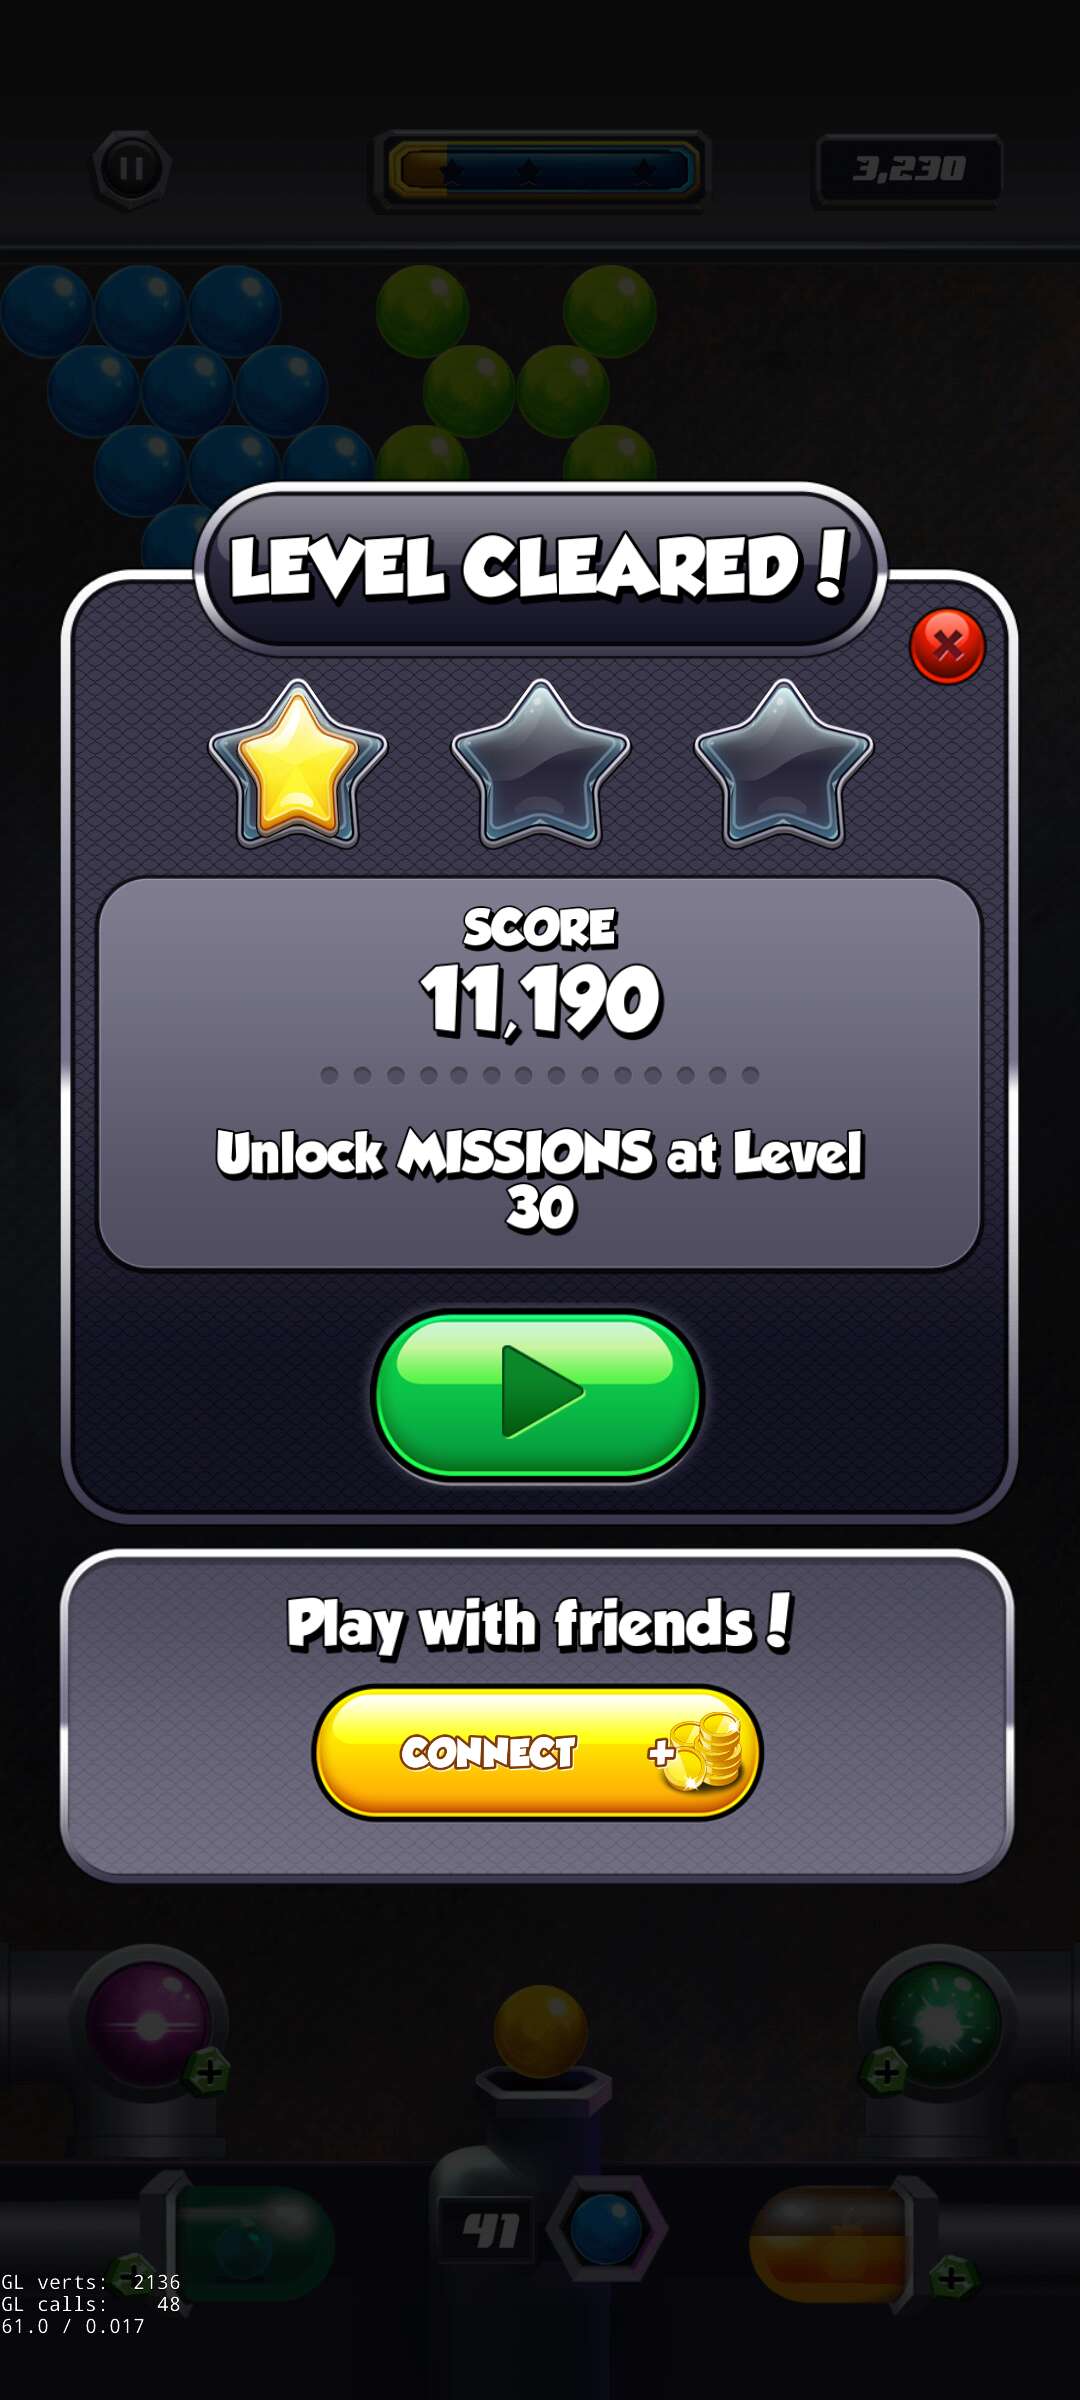 3,230
LEVEL CLEARED!
SCORE
11,190
Unlock MISSIONS at Level
30
Play with friends!
CONNECT +
41
GL verts: 2136
GL calls: 48
61.0 / 0.017